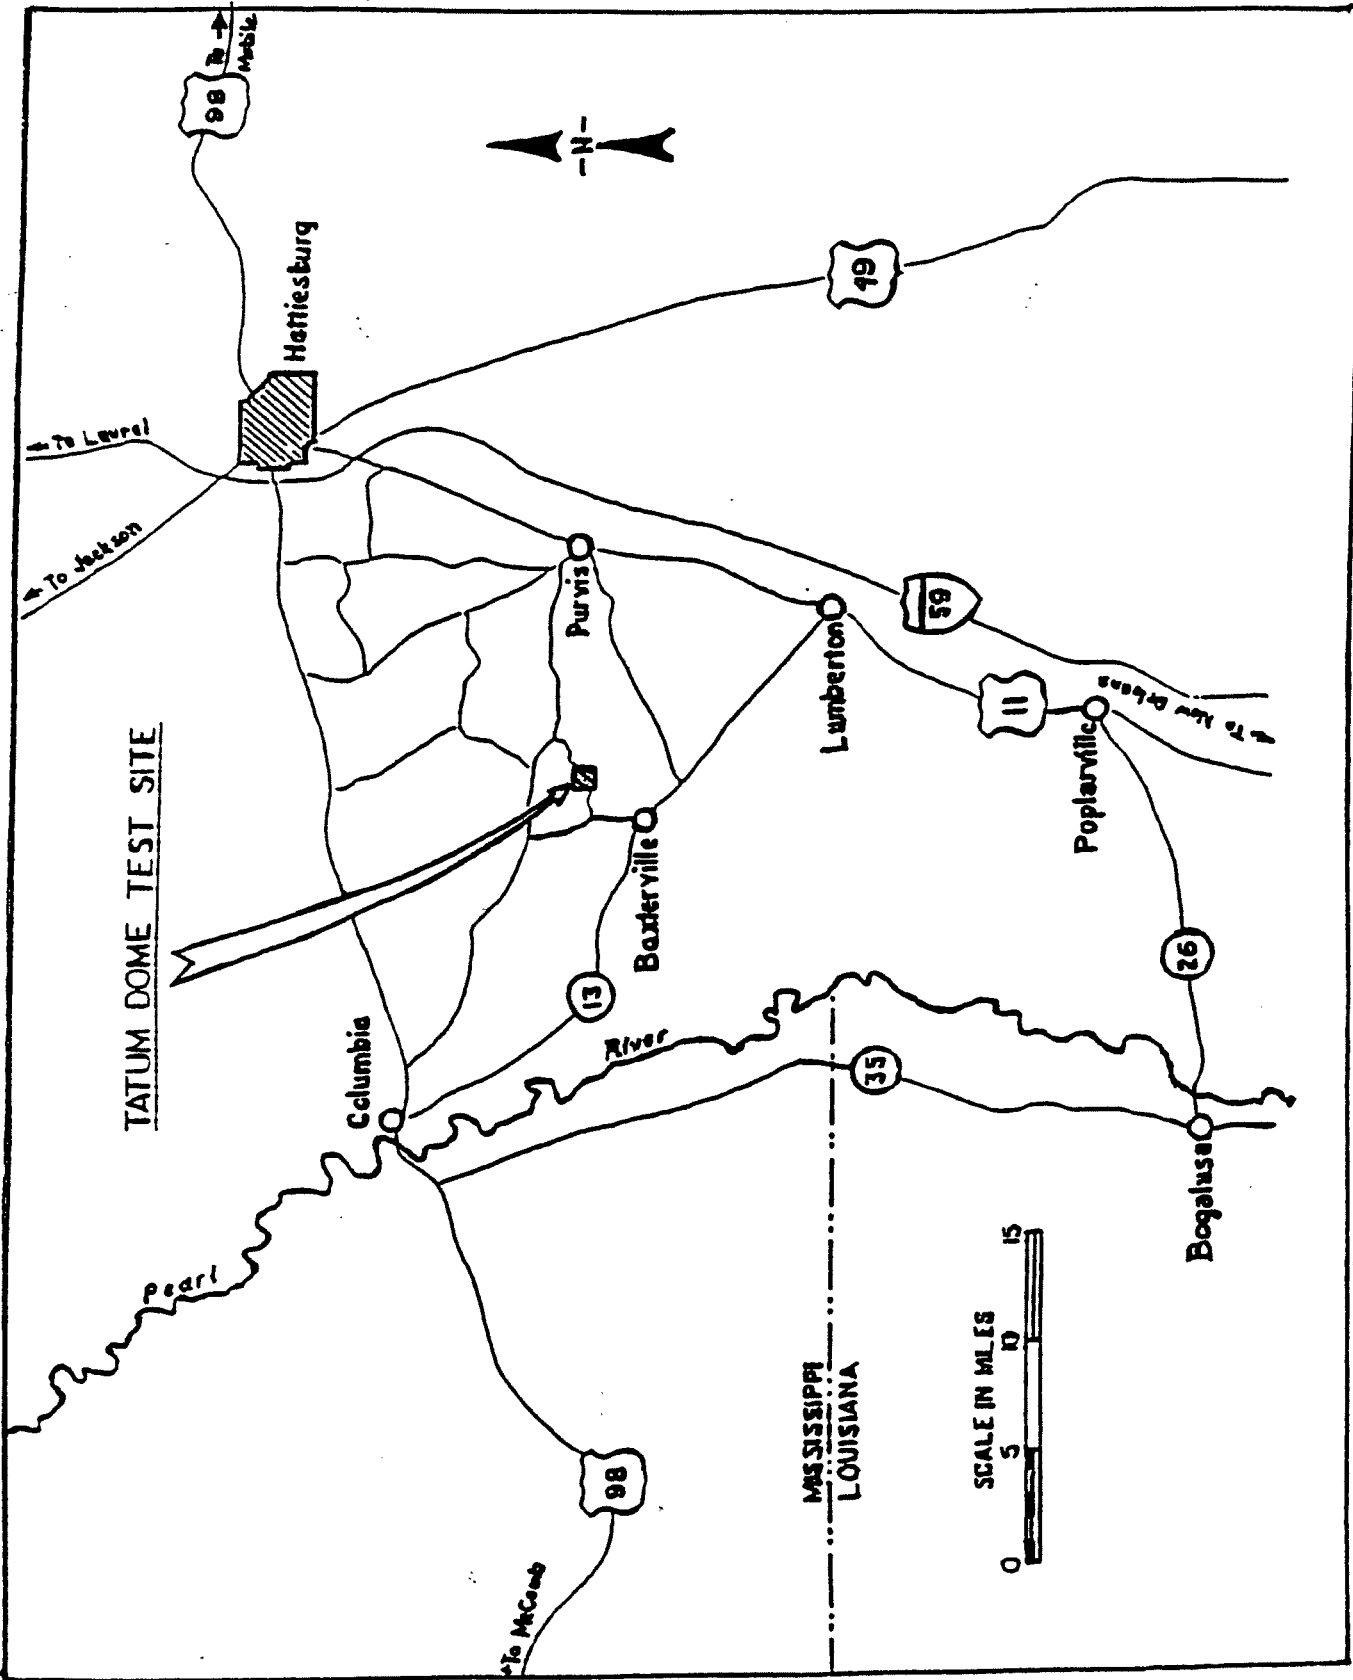 TATUM DOME TEST SITE
To Jackson
To Laurel
98
To
Mobile
Hattiesburg
-N-
Pearl
Columbia
River
13
Baxterville
Purvis
Lumberton
49
59
11
Poplarville
To New Orleans
26
35
Bogalusa
To McComb
98
MISSISSIPPI
LOUISIANA
SCALE IN MILES
0 5 10 15